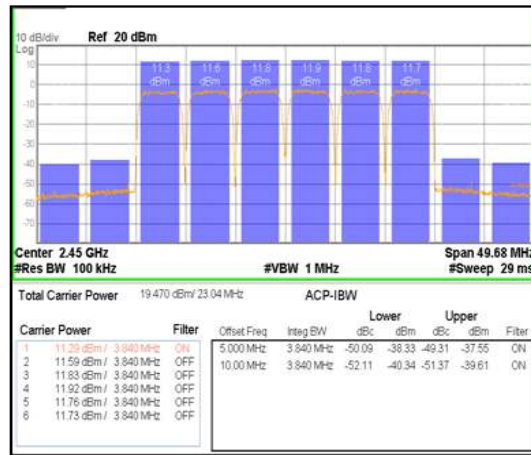 10 dB/div Ref 20 dBm
Log
11.3 11.6 11.8 11.9 11.8 11.7
dBm dBm dBm dBm dBm dBm
10
0
-10
-20
-30
-40
-50
-60
-70
Center 2.45 GHz Span 49.68 MHz
#Res BW 100 kHz #VBW 1 MHz #Sweep 29 ms
Total Carrier Power 19.470 dBm/ 23.04 MHz ACP-IBW
Lower Upper
Carrier Power Filter Offset Freq Integ BW dBc dBm dBc dBm Filter
1 11.29 dBm / 3.840 MHz ON 5.000 MHz 3.840 MHz -50.09 -38.33 -49.31 -37.55 ON
2 11.59 dBm / 3.840 MHz OFF 10.00 MHz 3.840 MHz -52.11 -40.34 -51.37 -39.61 ON
3 11.83 dBm / 3.840 MHz OFF
4 11.92 dBm / 3.840 MHz OFF
5 11.76 dBm / 3.840 MHz OFF
6 11.73 dBm / 3.840 MHz OFF